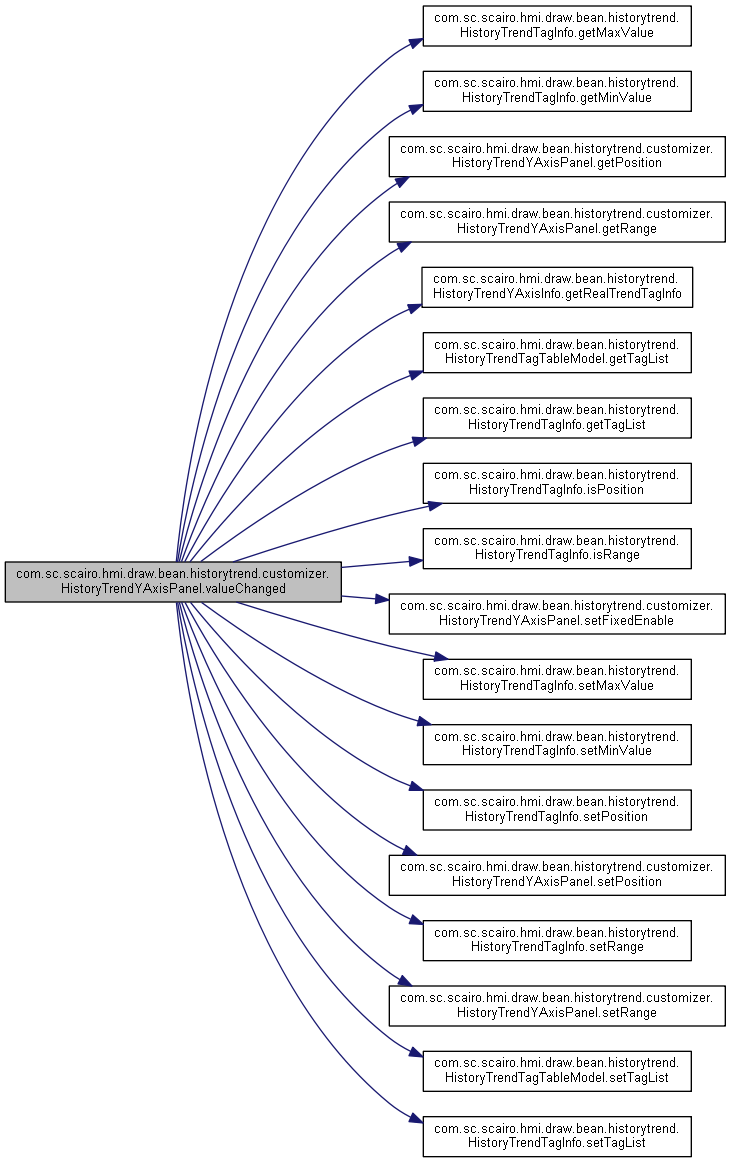 com.sc.scairo.hmi.draw.bean.historytrend.
HistoryTrendTagInfo.getMaxValue
com.sc.scairo.hmi.draw.bean.historytrend.
HistoryTrendTagInfo.getMinValue
com.sc.scairo.hmi.draw.bean.historytrend.customizer.
HistoryTrendYAxisPanel.getPosition
com.sc.scairo.hmi.draw.bean.historytrend.customizer.
HistoryTrendYAxisPanel.getRange
com.sc.scairo.hmi.draw.bean.historytrend.
HistoryTrendYAxisInfo.getRealTrendTagInfo
com.sc.scairo.hmi.draw.bean.historytrend.
HistoryTrendTagTableModel.getTagList
com.sc.scairo.hmi.draw.bean.historytrend.
HistoryTrendTagInfo.getTagList
com.sc.scairo.hmi.draw.bean.historytrend.
HistoryTrendTagInfo.isPosition
com.sc.scairo.hmi.draw.bean.historytrend.
HistoryTrendTagInfo.isRange
com.sc.scairo.hmi.draw.bean.historytrend.customizer.
HistoryTrendYAxisPanel.valueChanged
com.sc.scairo.hmi.draw.bean.historytrend.customizer.
HistoryTrendYAxisPanel.setFixedEnable
com.sc.scairo.hmi.draw.bean.historytrend.
HistoryTrendTagInfo.setMaxValue
com.sc.scairo.hmi.draw.bean.historytrend.
HistoryTrendTagInfo.setMinValue
com.sc.scairo.hmi.draw.bean.historytrend.
HistoryTrendTagInfo.setPosition
com.sc.scairo.hmi.draw.bean.historytrend.customizer.
HistoryTrendYAxisPanel.setPosition
com.sc.scairo.hmi.draw.bean.historytrend.
HistoryTrendTagInfo.setRange
com.sc.scairo.hmi.draw.bean.historytrend.customizer.
HistoryTrendYAxisPanel.setRange
com.sc.scairo.hmi.draw.bean.historytrend.
HistoryTrendTagTableModel.setTagList
com.sc.scairo.hmi.draw.bean.historytrend.
HistoryTrendTagInfo.setTagList